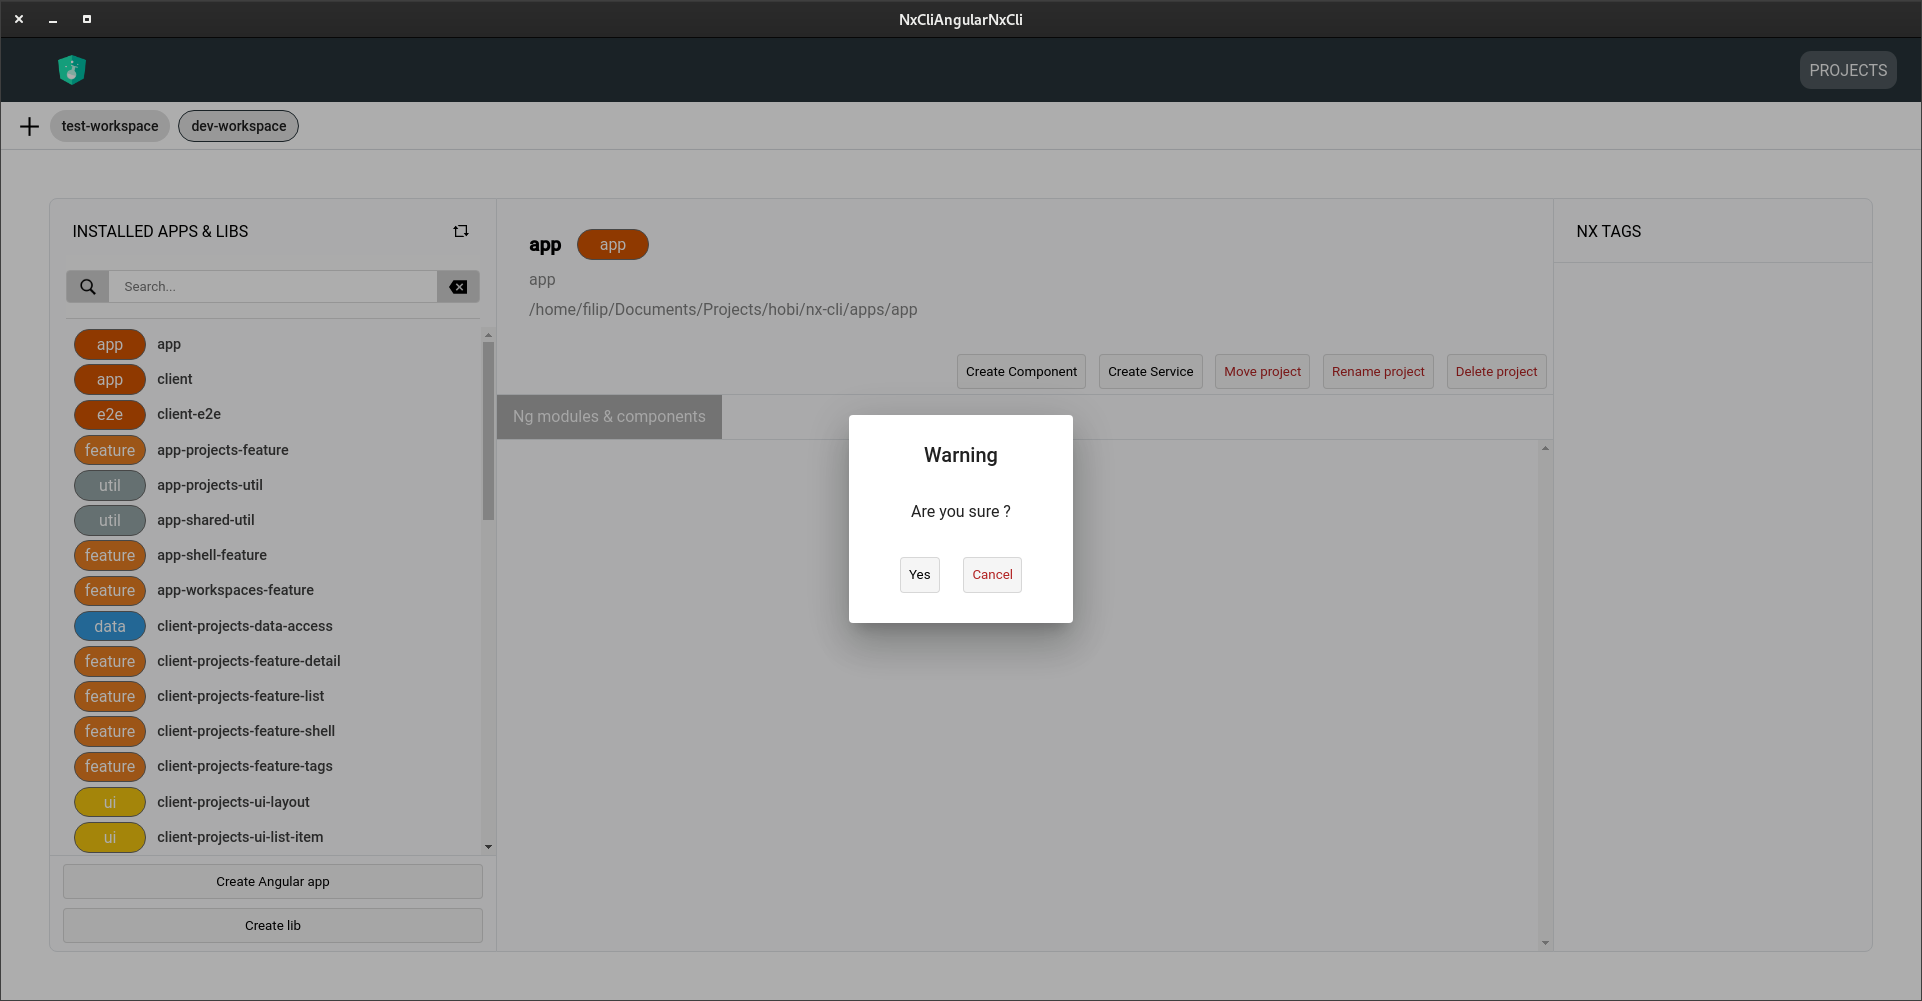 NxCliAngularNxCli
PROJECTS
test-workspace
dev-workspace
INSTALLED APPS & LIBS
Search...
app app
app client
e2e client-e2e
feature app-projects-feature
util app-projects-util
util app-shared-util
feature app-shell-feature
feature app-workspaces-feature
data client-projects-data-access
feature client-projects-feature-detail
feature client-projects-feature-list
feature client-projects-feature-shell
feature client-projects-feature-tags
ui client-projects-ui-layout
ui client-projects-ui-list-item
Create Angular app
Create lib
app app
app
/home/filip/Documents/Projects/hobi/nx-cli/apps/app
Create Component Create Service Move project Rename project Delete project
Ng modules & components
Warning
Are you sure ?
Yes Cancel
NX TAGS